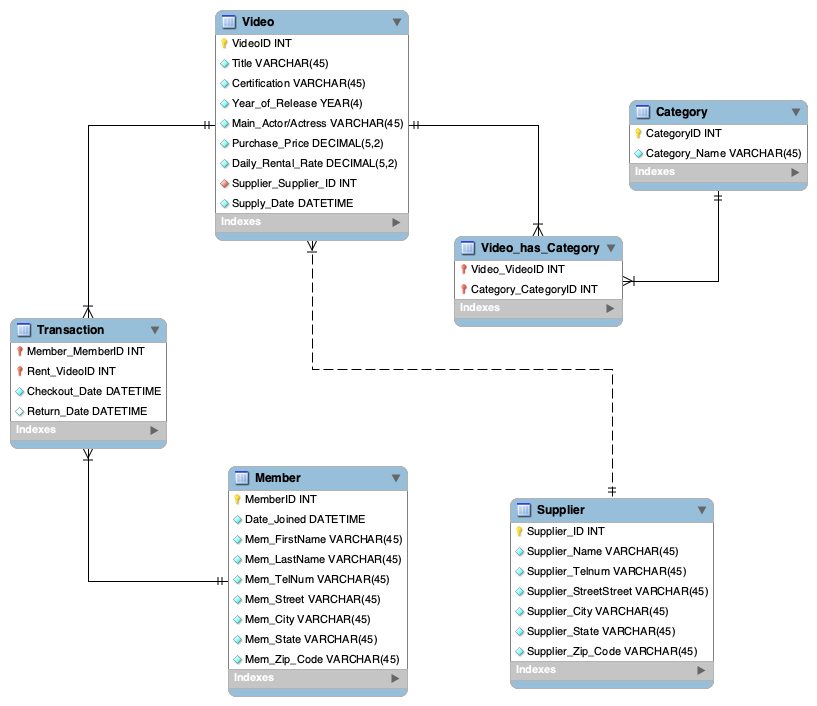 Video
VideoID INT
Title VARCHAR(45)
Certification VARCHAR(45)
Year_of_Release YEAR(4)
Main_Actor/Actress VARCHAR(45)
Purchase_Price DECIMAL(5,2)
Daily_Rental_Rate DECIMAL(5,2)
Supplier_Supplier_ID INT
Supply_Date DATETIME
Indexes
Category
CategoryID INT
Category_Name VARCHAR(45)
Indexes
Video_has_Category
Video_VideoID INT
Category_CategoryID INT
Indexes
Transaction
Member_MemberID INT
Rent_VideoID INT
Checkout_Date DATETIME
Return_Date DATETIME
Indexes
Member
MemberID INT
Date_Joined DATETIME
Mem_FirstName VARCHAR(45)
Mem_LastName VARCHAR(45)
Mem_TelNum VARCHAR(45)
Mem_Street VARCHAR(45)
Mem_City VARCHAR(45)
Mem_State VARCHAR(45)
Mem_Zip_Code VARCHAR(45)
Indexes
Supplier
Supplier_ID INT
Supplier_Name VARCHAR(45)
Supplier_Telnum VARCHAR(45)
Supplier_StreetStreet VARCHAR(45)
Supplier_City VARCHAR(45)
Supplier_State VARCHAR(45)
Supplier_Zip_Code VARCHAR(45)
Indexes